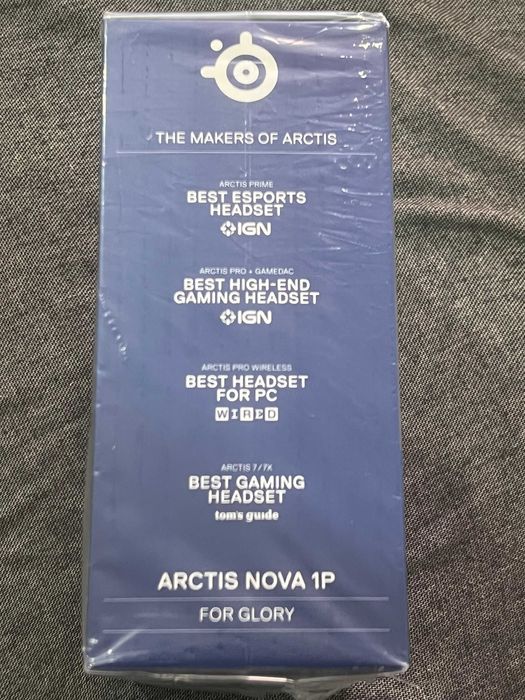 THE MAKERS OF ARCTIS
ARCTIS PRIME
BEST ESPORTS
HEADSET
IGN
ARCTIS PRO + GAMEDAC
BEST HIGH-END
GAMING HEADSET
IGN
ARCTIS PRO WIRELESS
BEST HEADSET
FOR PC
WIRED
ARCTIS 7/7X
BEST GAMING
HEADSET
tom's guide
ARCTIS NOVA 1P
FOR GLORY